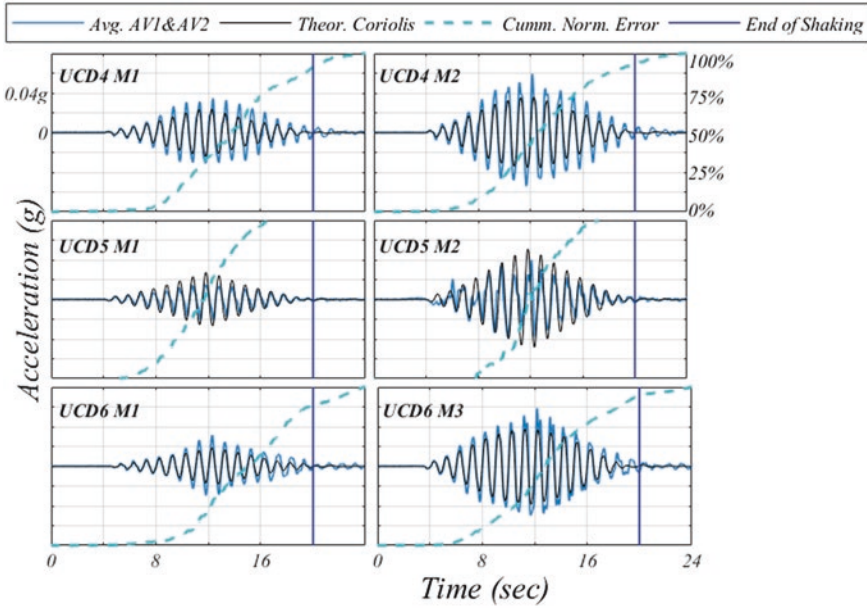 Avg. AV1&AV2 Theor. Coriolis Cumm. Norm. Error End of Shaking
UCD4 M1 UCD4 M2
100%
75%
50%
25%
0%
0.04g
0
UCD5 M1 UCD5 M2
Acceleration (g)
UCD6 M1 UCD6 M3
0 8 16 8 16 24
Time (sec)